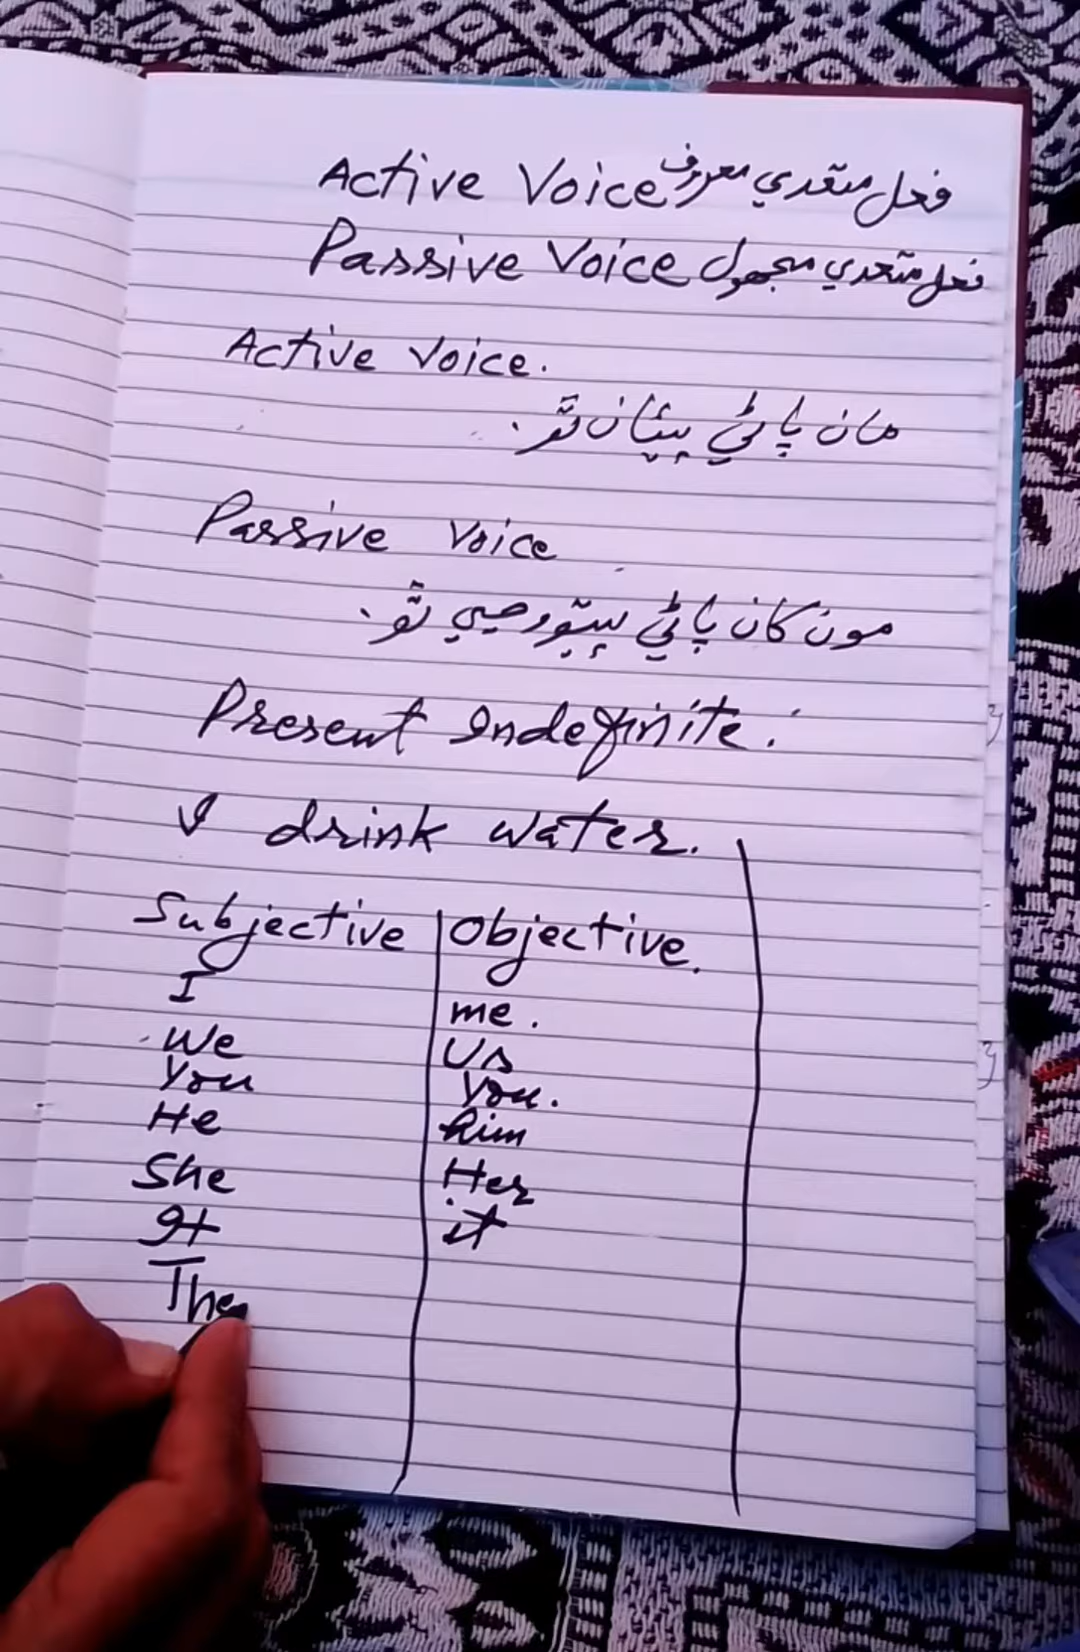 Active Voice فعل متعدي معروف
Passive Voice فعل متعدي مجهول
Active Voice.
مان پاڻي پيئان ٿو.
Passive Voice
مون کان پاڻي پيتو وڃي ٿو.
Present Indefinite.
I drink water.
Subjective Objective.
I me.
We Us
You You.
He him
She Her
It it
The